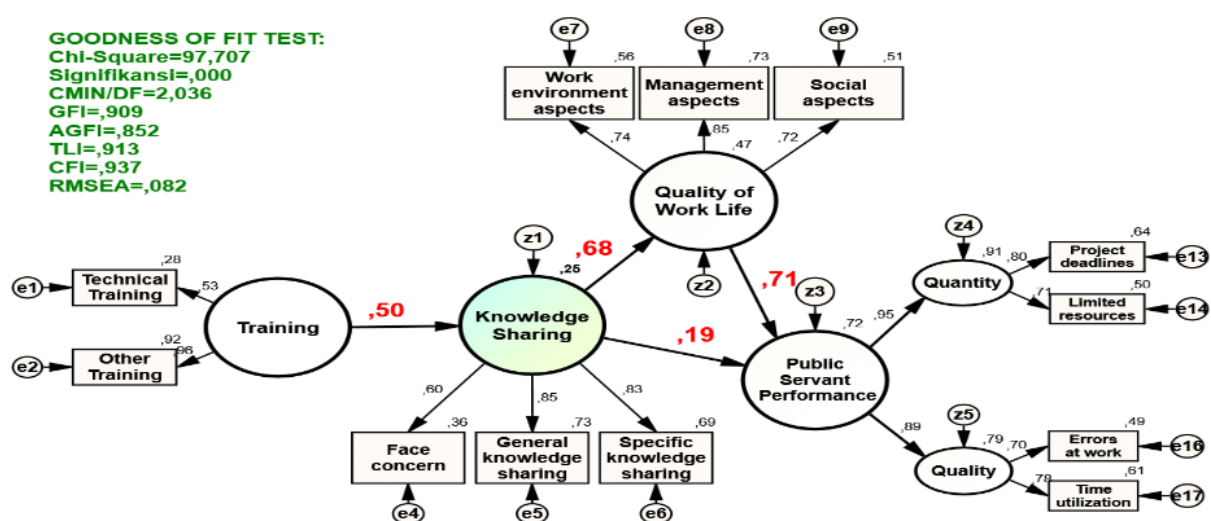 GOODNESS OF FIT TEST:
Chi-Square=97,707
Signifikansi=,000
CMIN/DF=2,036
GFI=,909
AGFI=,852
TLI=,913
CFI=,937
RMSEA=,082
e7
e8
e9
,56
,73
,51
Work
environment
aspects
Management
aspects
Social
aspects
,74
,85
,47
,72
Quality of
Work Life
z1
,68
z2
,71
z3
z4
,64
,91
,80
Project
deadlines
e13
Quantity
,50
,71
Limited
resources
e14
e1
,28
Technical
Training
,53
Training
,50
,25
Knowledge
Sharing
,19
,72
,95
Public
Servant
Performance
e2
,92
,96
Other
Training
,60
,85
,83
,36
,73
,69
Face
concern
General
knowledge
sharing
Specific
knowledge
sharing
e4
e5
e6
,89
z5
,79
,70
,49
Errors
at work
e16
Quality
,78
,61
Time
utilization
e17